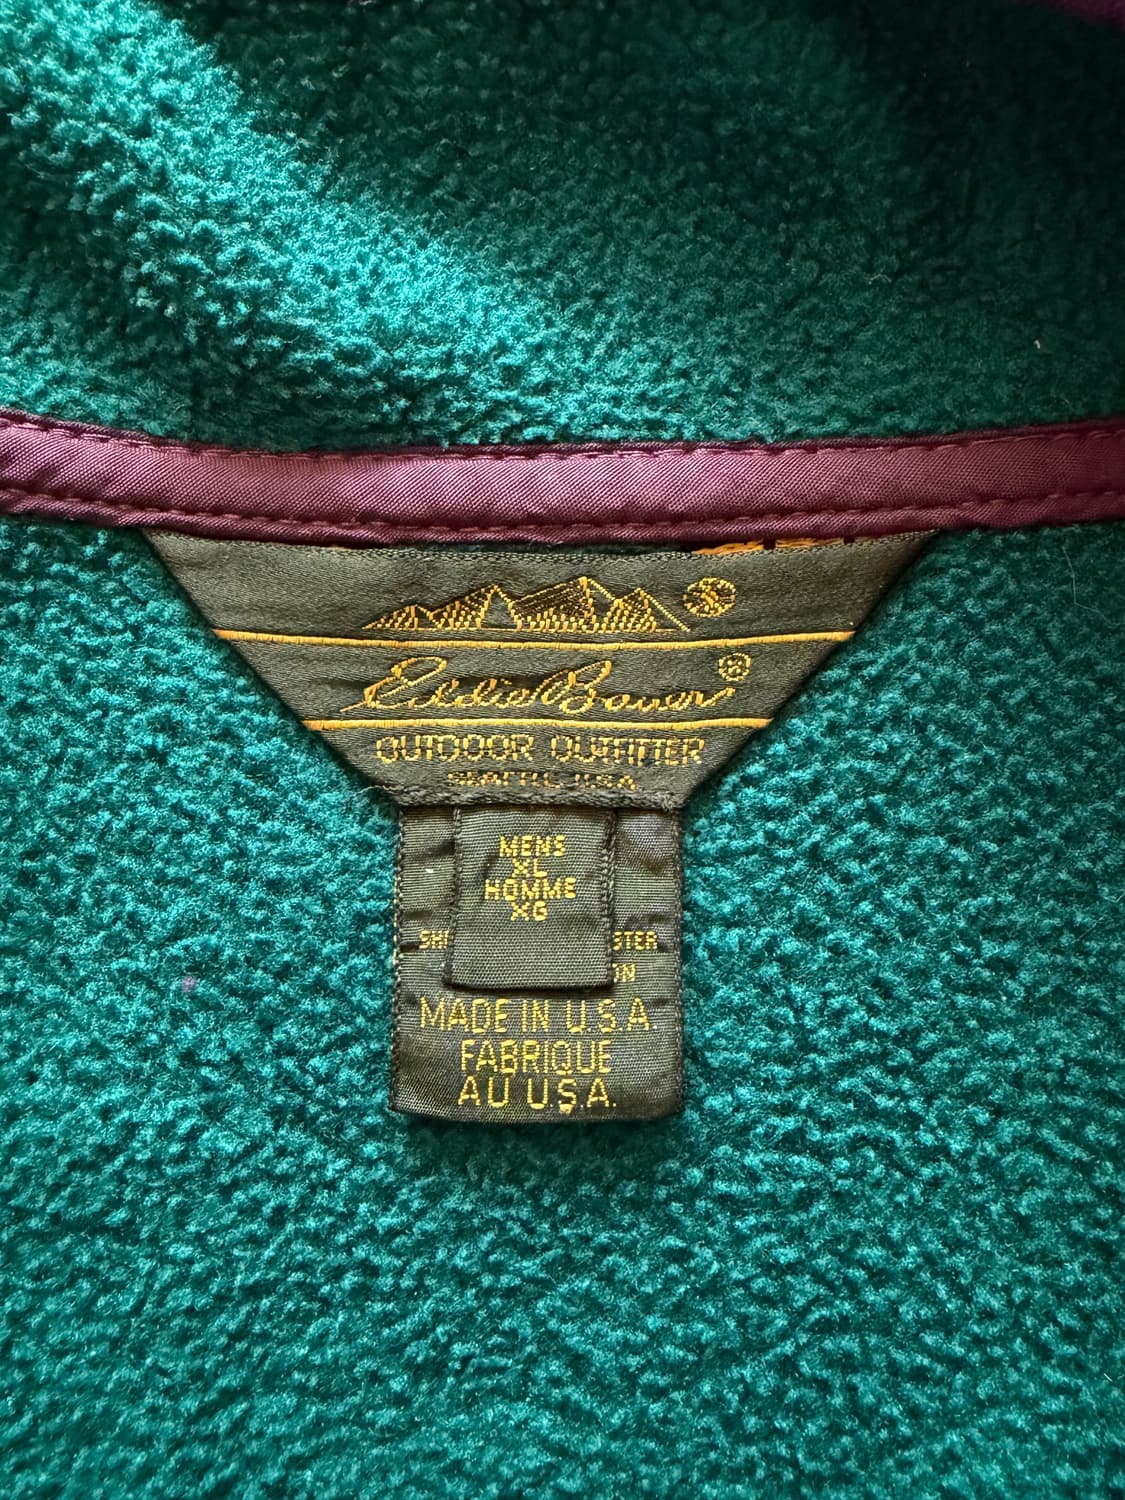 Eddie Bauer®
OUTDOOR OUTFITTER
SEATTLE U.S.A
MENS
XL
HOMME
XG
MADE IN U.S.A
FABRIQUE
AU U.S.A.